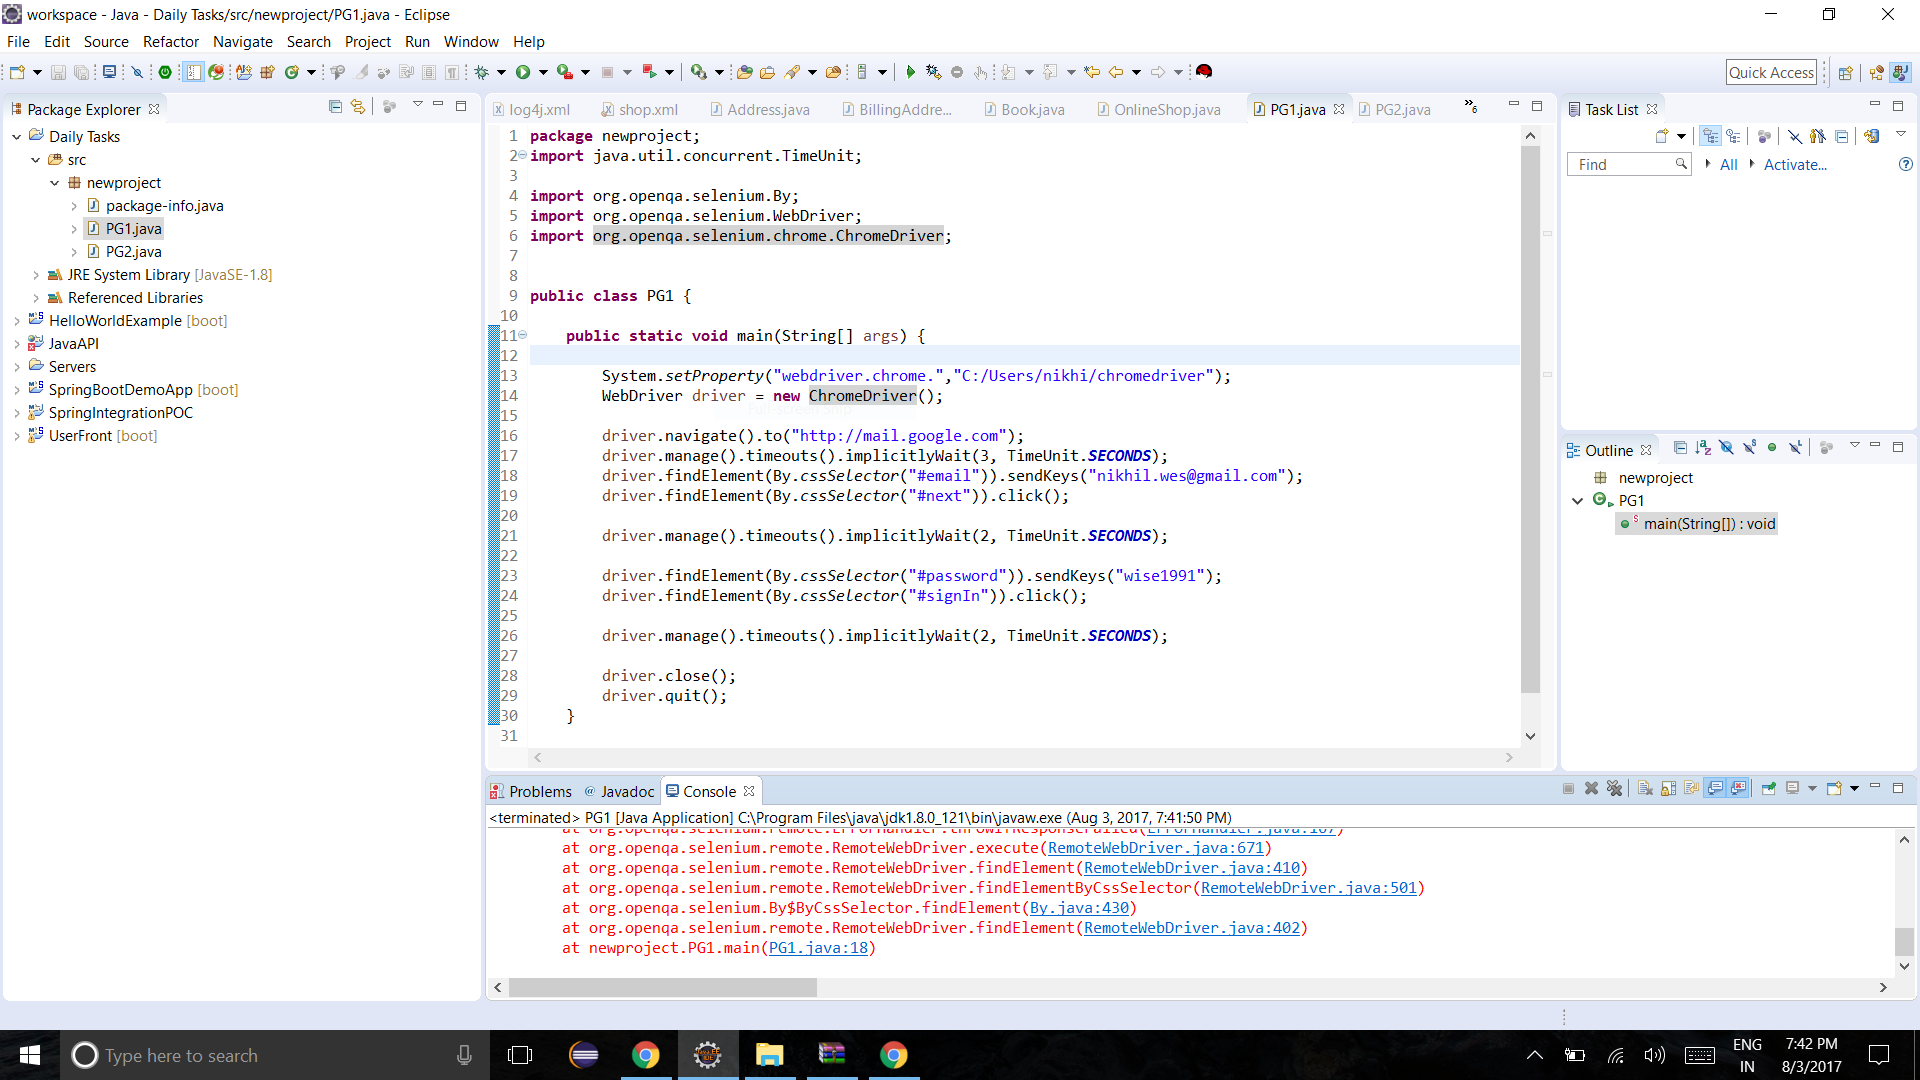 workspace - Java - Daily Tasks/src/newproject/PG1.java - Eclipse
File Edit Source Refactor Navigate Search Project Run Window Help
Quick Access
Package Explorer
Daily Tasks
src
newproject
package-info.java
PG1.java
PG2.java
JRE System Library [JavaSE-1.8]
Referenced Libraries
HelloWorldExample [boot]
JavaAPI
Servers
SpringBootDemoApp [boot]
SpringIntegrationPOC
UserFront [boot]
log4j.xml shop.xml Address.java BillingAddre... Book.java OnlineShop.java PG1.java PG2.java »6
1 package newproject;
2 import java.util.concurrent.TimeUnit;
3
4 import org.openqa.selenium.By;
5 import org.openqa.selenium.WebDriver;
6 import org.openqa.selenium.chrome.ChromeDriver;
7
8
9 public class PG1 {
10
11 public static void main(String[] args) {
12
13 System.setProperty("webdriver.chrome.","C:/Users/nikhi/chromedriver");
14 WebDriver driver = new ChromeDriver();
15
16 driver.navigate().to("http://mail.google.com");
17 driver.manage().timeouts().implicitlyWait(3, TimeUnit.SECONDS);
18 driver.findElement(By.cssSelector("#email")).sendKeys("nikhil.wes@gmail.com");
19 driver.findElement(By.cssSelector("#next")).click();
20
21 driver.manage().timeouts().implicitlyWait(2, TimeUnit.SECONDS);
22
23 driver.findElement(By.cssSelector("#password")).sendKeys("wise1991");
24 driver.findElement(By.cssSelector("#signIn")).click();
25
26 driver.manage().timeouts().implicitlyWait(2, TimeUnit.SECONDS);
27
28 driver.close();
29 driver.quit();
30 }
31
Task List
Find All Activate...
Outline
newproject
PG1
main(String[]) : void
Problems @ Javadoc Console
<terminated> PG1 [Java Application] C:\Program Files\java\jdk1.8.0_121\bin\javaw.exe (Aug 3, 2017, 7:41:50 PM)
at org.openqa.selenium.remote.ErrorHandler.throwIfResponseFailed(ErrorHandler.java:167)
at org.openqa.selenium.remote.RemoteWebDriver.execute(RemoteWebDriver.java:671)
at org.openqa.selenium.remote.RemoteWebDriver.findElement(RemoteWebDriver.java:410)
at org.openqa.selenium.remote.RemoteWebDriver.findElementByCssSelector(RemoteWebDriver.java:501)
at org.openqa.selenium.By$ByCssSelector.findElement(By.java:430)
at org.openqa.selenium.remote.RemoteWebDriver.findElement(RemoteWebDriver.java:402)
at newproject.PG1.main(PG1.java:18)
Type here to search
ENG
IN
7:42 PM
8/3/2017